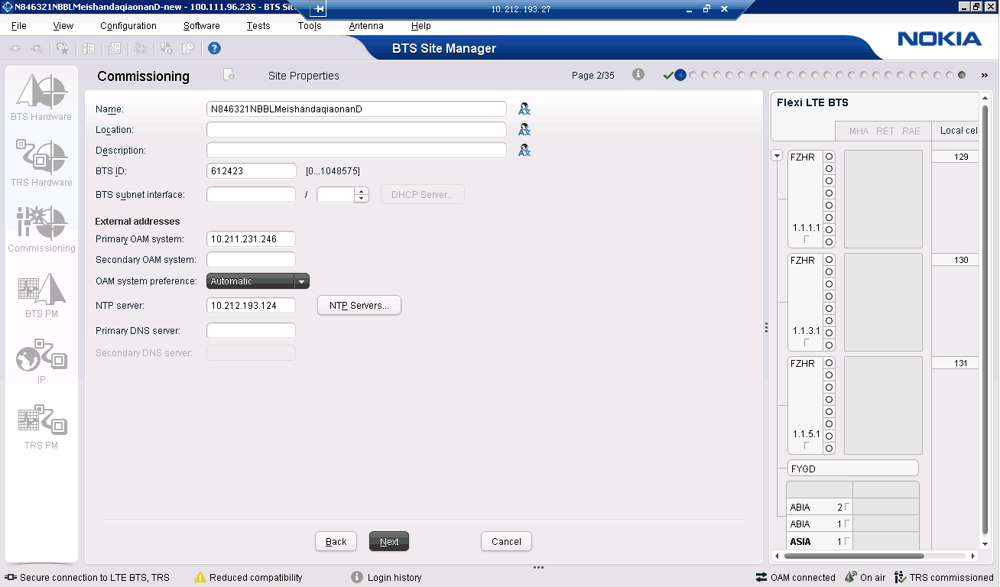 N846321NBBLMeishandaqiaonanD-new - 100.111.96.235 - BTS Sit
10.212.193.27
File View Configuration Software Tests Tools Antenna Help
BTS Site Manager
NOKIA
Commissioning Site Properties Page 2/35 »
BTS Hardware
TRS Hardware
Commissioning
BTS PM
IP
TRS PM
Name: N846321NBBLMeishandaqiaonanD
Location:
Description:
BTS ID: 612423 [0...1048575]
BTS subnet interface: / DHCP Server...
External addresses
Primary OAM system: 10.211.231.246
Secondary OAM system:
OAM system preference: Automatic
NTP server: 10.212.193.124 NTP Servers...
Primary DNS server:
Secondary DNS server:
Back Next Cancel
Flexi LTE BTS
MHA RET RAE Local cel
FZHR 129
1.1.1.1
FZHR 130
1.1.3.1
FZHR 131
1.1.5.1
FYGD
ABIA 2
ABIA 1
ASIA 1
Secure connection to LTE BTS, TRS Reduced compatibility Login history OAM connected On air TRS commissioned